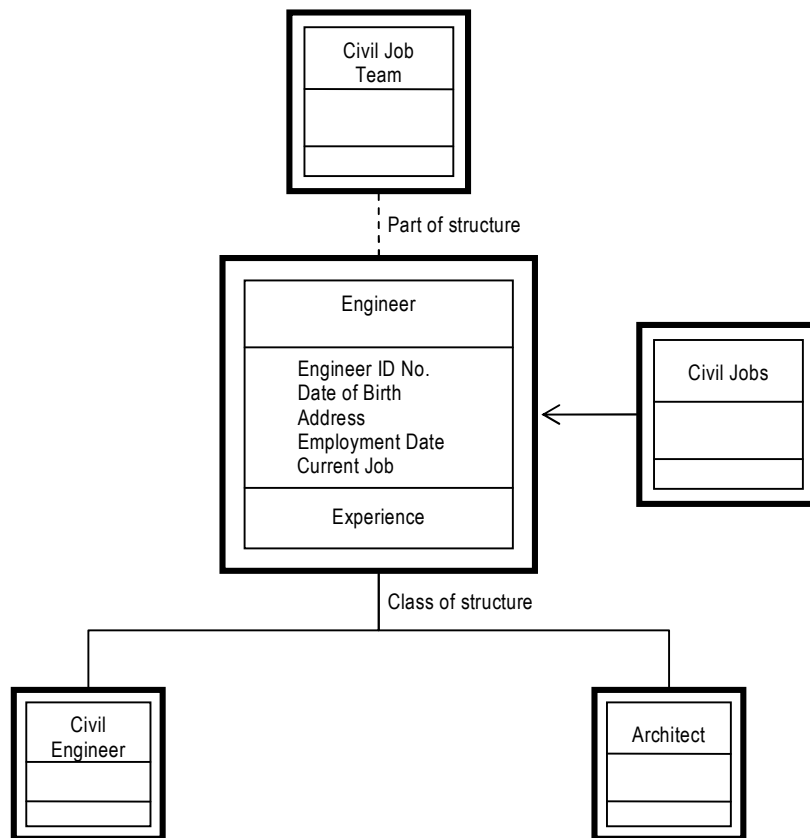 Civil Job
Team
Part of structure
Engineer
Engineer ID No.
Date of Birth
Address
Employment Date
Current Job
Experience
Civil Jobs
Class of structure
Civil
Engineer
Architect